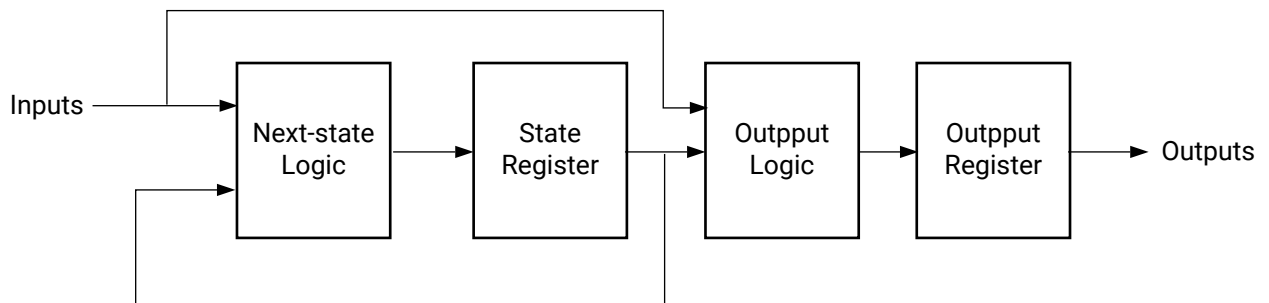 Inputs
Next-state
Logic
State
Register
Outpput
Logic
Outpput
Register
Outputs